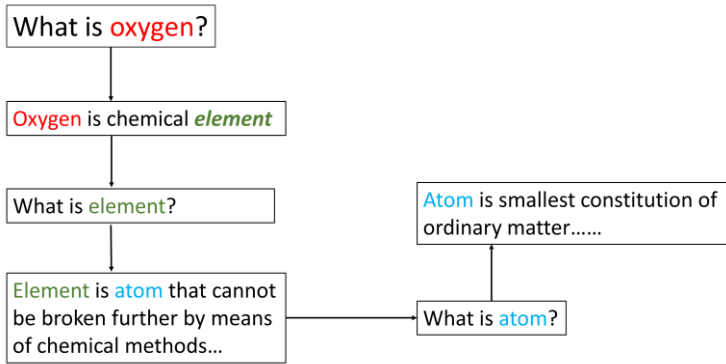 What is oxygen?
Oxygen is chemical element
What is element?
Element is atom that cannot
be broken further by means
of chemical methods...
What is atom?
Atom is smallest constitution of
ordinary matter......